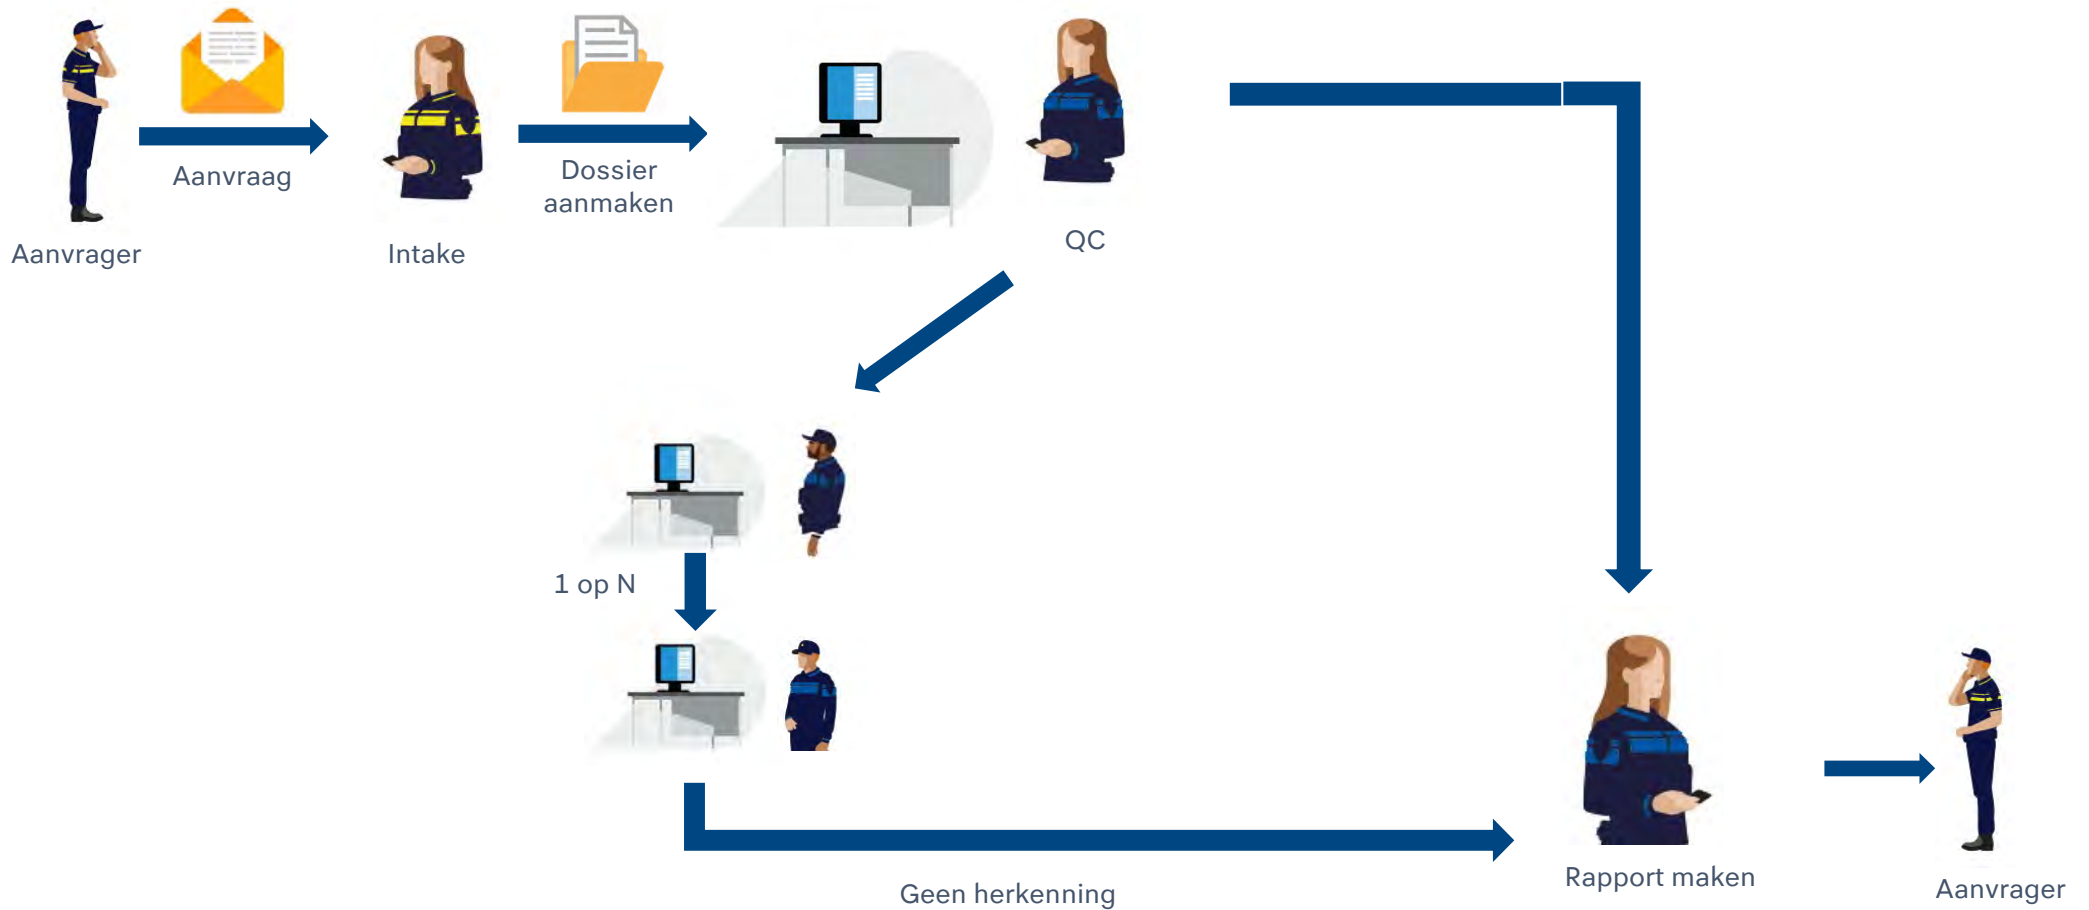 Aanvraag
Dossier
aanmaken
Aanvrager
Intake
QC
1 op N
Geen herkenning
Rapport maken
Aanvrager